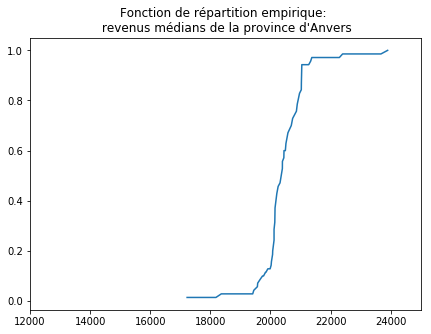 Fonction de répartition empirique:
revenus médians de la province d'Anvers
1.0
0.8
0.6
0.4
0.2
0.0
12000 14000 16000 18000 20000 22000 24000